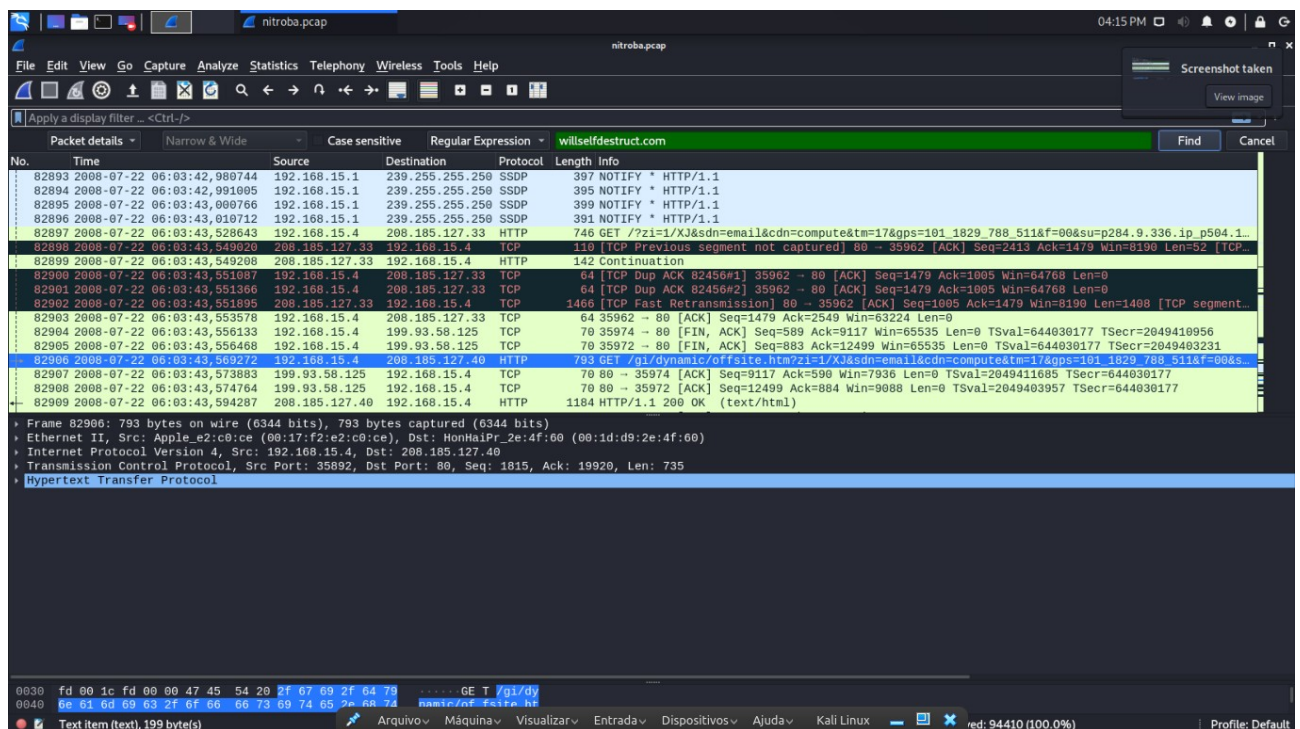 nitroba.pcap 04:15 PM
nitroba.pcap
File Edit View Go Capture Analyze Statistics Telephony Wireless Tools Help
Screenshot taken
View image
Apply a display filter ... <Ctrl-/>
Packet details Narrow & Wide Case sensitive Regular Expression willselfdestruct.com Find Cancel
No. Time Source Destination Protocol Length Info
82893 2008-07-22 06:03:42,980744 192.168.15.1 239.255.255.250 SSDP 397 NOTIFY * HTTP/1.1
82894 2008-07-22 06:03:42,991005 192.168.15.1 239.255.255.250 SSDP 395 NOTIFY * HTTP/1.1
82895 2008-07-22 06:03:43,000766 192.168.15.1 239.255.255.250 SSDP 399 NOTIFY * HTTP/1.1
82896 2008-07-22 06:03:43,010712 192.168.15.1 239.255.255.250 SSDP 391 NOTIFY * HTTP/1.1
82897 2008-07-22 06:03:43,528643 192.168.15.4 208.185.127.33 HTTP 746 GET /?zi=1/XJ&sdn=email&cdn=compute&tm=17&gps=101_1829_788_511&f=00&su=p284.9.336.ip_p504.1…
82898 2008-07-22 06:03:43,549020 208.185.127.33 192.168.15.4 TCP 110 [TCP Previous segment not captured] 80 → 35962 [ACK] Seq=2413 Ack=1479 Win=8190 Len=52 [TCP…
82899 2008-07-22 06:03:43,549208 208.185.127.33 192.168.15.4 HTTP 142 Continuation
82900 2008-07-22 06:03:43,551087 192.168.15.4 208.185.127.33 TCP 64 [TCP Dup ACK 82456#1] 35962 → 80 [ACK] Seq=1479 Ack=1005 Win=64768 Len=0
82901 2008-07-22 06:03:43,551366 192.168.15.4 208.185.127.33 TCP 64 [TCP Dup ACK 82456#2] 35962 → 80 [ACK] Seq=1479 Ack=1005 Win=64768 Len=0
82902 2008-07-22 06:03:43,551895 208.185.127.33 192.168.15.4 TCP 1466 [TCP Fast Retransmission] 80 → 35962 [ACK] Seq=1005 Ack=1479 Win=8190 Len=1408 [TCP segment…
82903 2008-07-22 06:03:43,553578 192.168.15.4 208.185.127.33 TCP 64 35962 → 80 [ACK] Seq=1479 Ack=2549 Win=63224 Len=0
82904 2008-07-22 06:03:43,556133 192.168.15.4 199.93.58.125 TCP 70 35974 → 80 [FIN, ACK] Seq=589 Ack=9117 Win=65535 Len=0 TSval=644030177 TSecr=2049410956
82905 2008-07-22 06:03:43,556468 192.168.15.4 199.93.58.125 TCP 70 35972 → 80 [FIN, ACK] Seq=883 Ack=12499 Win=65535 Len=0 TSval=644030177 TSecr=2049403231
82906 2008-07-22 06:03:43,569272 192.168.15.4 208.185.127.40 HTTP 793 GET /gi/dynamic/offsite.htm?zi=1/XJ&sdn=email&cdn=compute&tm=17&gps=101_1829_788_511&f=00&s…
82907 2008-07-22 06:03:43,573883 199.93.58.125 192.168.15.4 TCP 70 80 → 35974 [ACK] Seq=9117 Ack=590 Win=7936 Len=0 TSval=2049411685 TSecr=644030177
82908 2008-07-22 06:03:43,574764 199.93.58.125 192.168.15.4 TCP 70 80 → 35972 [ACK] Seq=12499 Ack=884 Win=9088 Len=0 TSval=2049403957 TSecr=644030177
82909 2008-07-22 06:03:43,594287 208.185.127.40 192.168.15.4 HTTP 1184 HTTP/1.1 200 OK (text/html)
Frame 82906: 793 bytes on wire (6344 bits), 793 bytes captured (6344 bits)
Ethernet II, Src: Apple_e2:c0:ce (00:17:f2:e2:c0:ce), Dst: HonHaiPr_2e:4f:60 (00:1d:d9:2e:4f:60)
Internet Protocol Version 4, Src: 192.168.15.4, Dst: 208.185.127.40
Transmission Control Protocol, Src Port: 35892, Dst Port: 80, Seq: 1815, Ack: 19920, Len: 735
Hypertext Transfer Protocol
0030 fd 00 1c fd 00 00 47 45 54 20 2f 67 69 2f 64 79 ······GE T /gi/dy
0040 6e 61 6d 69 63 2f 6f 66 66 73 69 74 65 2e 68 74 namic/of fsite.ht
Text item (text), 199 byte(s) Arquivo Máquina Visualizar Entrada Dispositivos Ajuda Kali Linux yed: 94410 (100.0%) Profile: Default